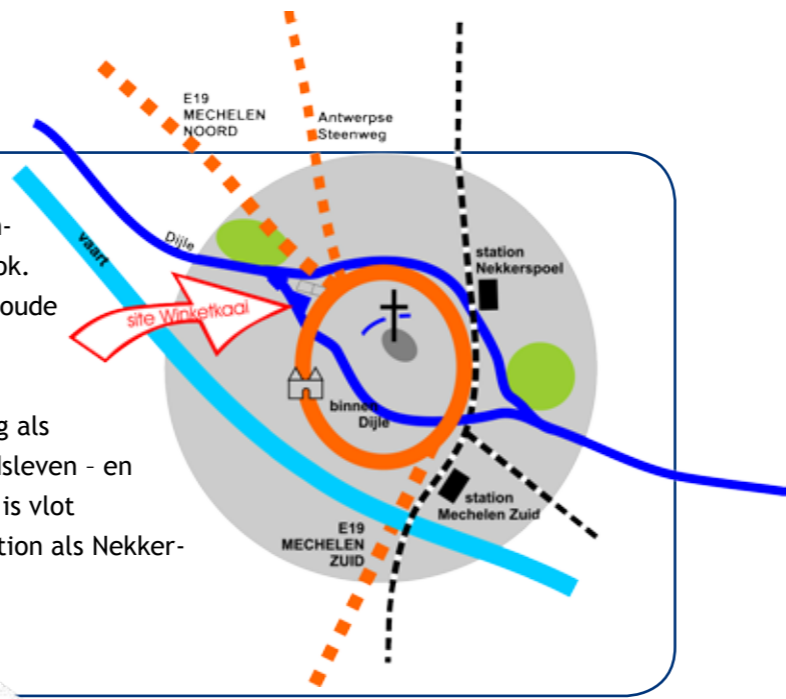 E19
MECHELEN
NOORD
Antwerpse
Steenweg
n-
ok.
oude
g als
dsleven - en
is vlot
tion als Nekker-
vaart
Dijle
station
Nekkerspoel
site Winketkaai
binnen
Dijle
station
Mechelen Zuid
E19
MECHELEN
ZUID